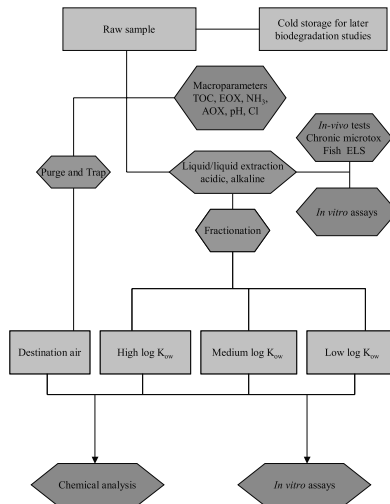 Raw sample
Cold storage for later
biodegradation studies
Macroparameters
TOC, EOX, NH3,
AOX, pH, Cl
In-vivo tests
Chronic microtox
Fish ELS
Purge and Trap
Liquid/liquid extraction
acidic, alkaline
In vitro assays
Fractionation
Destination air
High log Kow
Medium log Kow
Low log Kow
Chemical analysis
In vitro assays